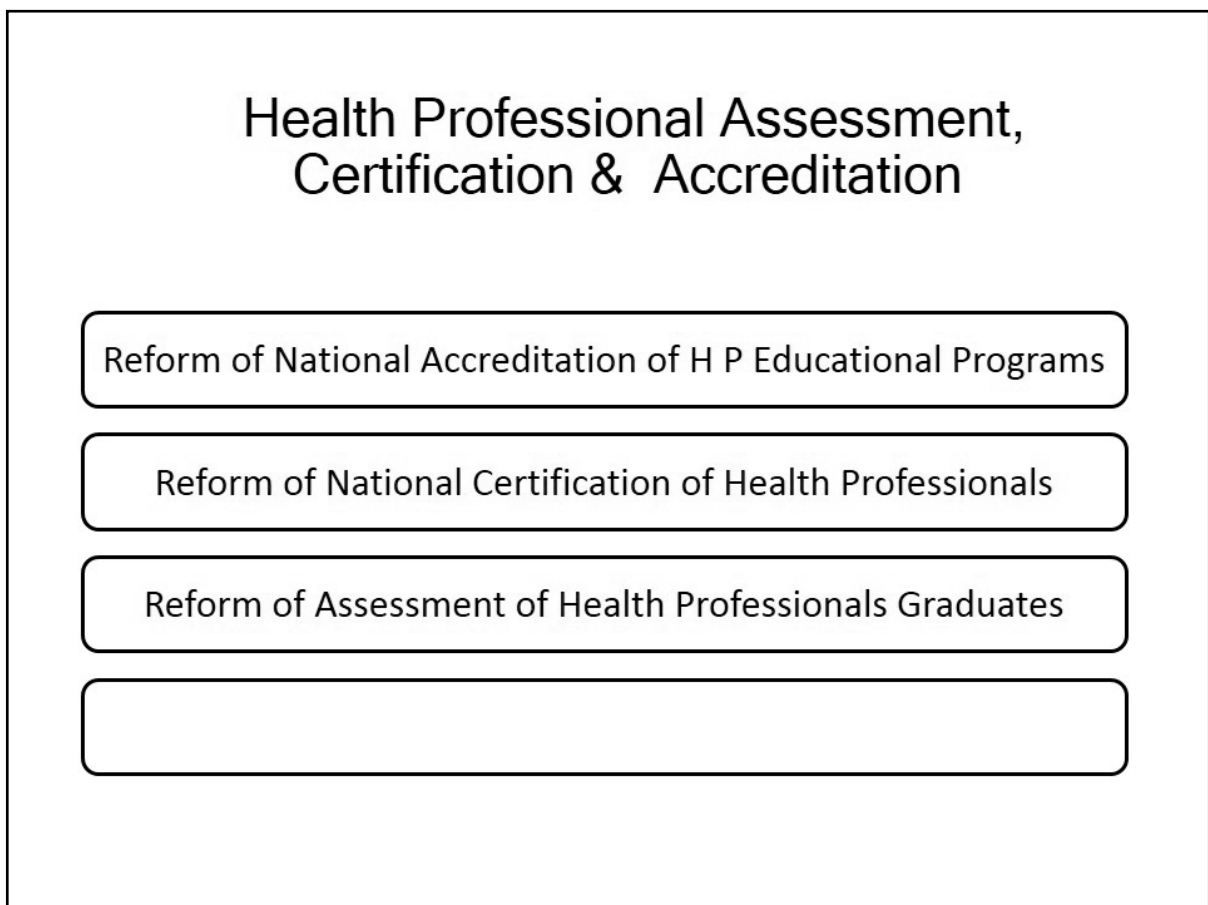 Health Professional Assessment,
Certification &  Accreditation
Reform of National Accreditation of H P Educational Programs
Reform of National Certification of Health Professionals
Reform of Assessment of Health Professionals Graduates